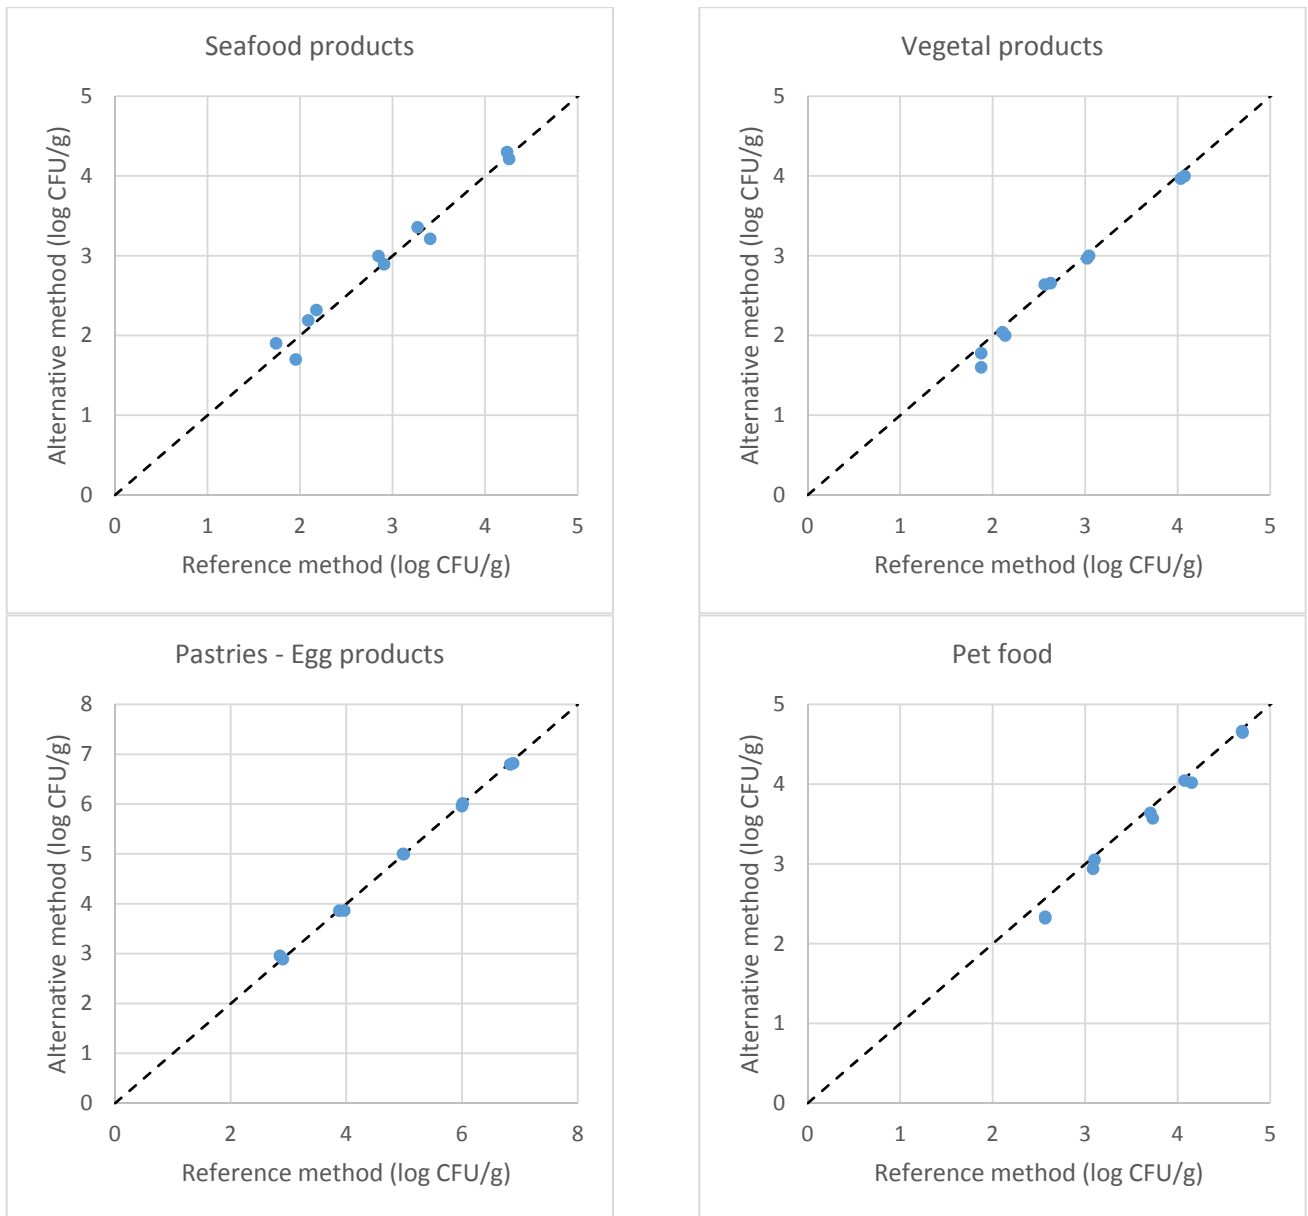 Seafood products
Alternative method (log CFU/g)
5
4
3
2
1
0
0 1 2 3 4 5
Reference method (log CFU/g)
Vegetal products
Alternative method (log CFU/g)
5
4
3
2
1
0
0 1 2 3 4 5
Reference method (log CFU/g)
Pastries - Egg products
Alternative method (log CFU/g)
8
7
6
5
4
3
2
1
0
0 2 4 6 8
Reference method (log CFU/g)
Pet food
Alternative method (log CFU/g)
5
4
3
2
1
0
0 1 2 3 4 5
Reference method (log CFU/g)